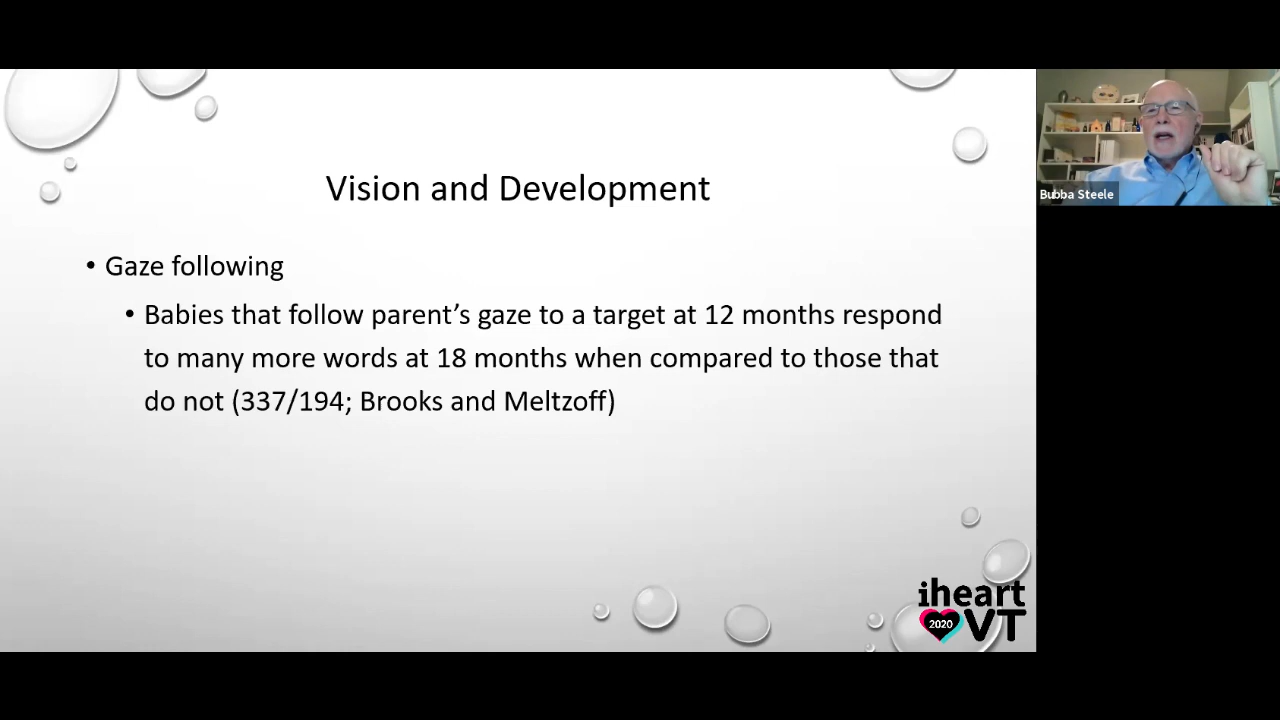 Vision and Development
• Gaze following
• Babies that follow parent’s gaze to a target at 12 months respond
to many more words at 18 months when compared to those that
do not (337/194; Brooks and Meltzoff)
Bubba Steele
iheart
2020 VT